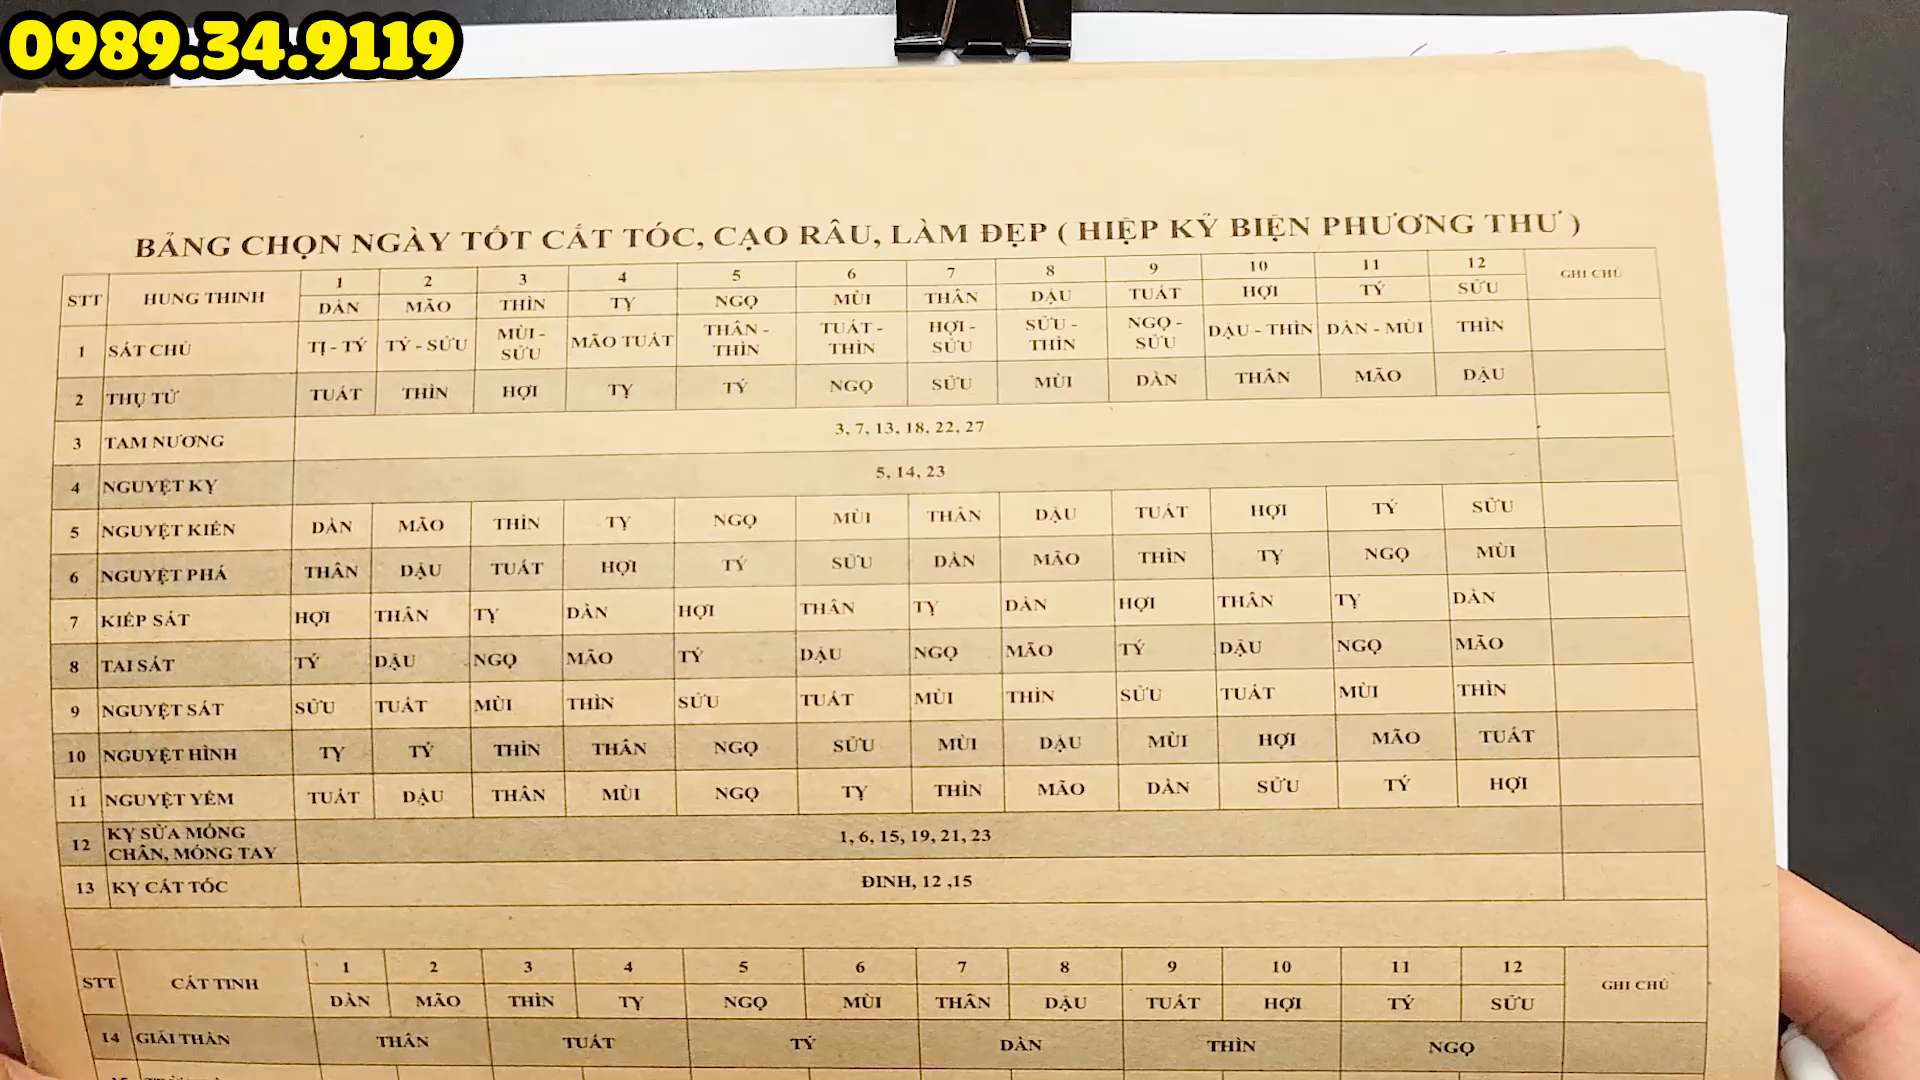 0989.34.9119
BẢNG CHỌN NGÀY TỐT CẮT TÓC, CẠO RÂU, LÀM ĐẸP ( HIỆP KỶ BIỆN PHƯƠNG THƯ )
STT HUNG THINH 1 2 3 4 5 6 7 8 9 10 11 12 GHI CHÚ
DẦN MÃO THÌN TỴ NGỌ MÙI THÂN DẬU TUẤT HỢI TÝ SỬU
1 SÁT CHỦ TỊ - TÝ TÝ - SỬU MÙI - SỬU MÃO TUẤT THÂN - THÌN TUẤT - THÌN HỢI - SỬU SỬU - THÌN NGỌ - SỬU DẬU - THÌN DẦN - MÙI THÌN
2 THỤ TỬ TUẤT THÌN HỢI TỴ TÝ NGỌ SỬU MÙI DẦN THÂN MÃO DẬU
3 TAM NƯƠNG 3, 7, 13, 18, 22, 27
4 NGUYỆT KỴ 5, 14, 23
5 NGUYỆT KIẾN DẦN MÃO THÌN TỴ NGỌ MÙI THÂN DẬU TUẤT HỢI TÝ SỬU
6 NGUYỆT PHÁ THÂN DẬU TUẤT HỢI TÝ SỬU DẦN MÃO THÌN TỴ NGỌ MÙI
7 KIẾP SÁT HỢI THÂN TỴ DẦN HỢI THÂN TỴ DẦN HỢI THÂN TỴ DẦN
8 TAI SÁT TÝ DẬU NGỌ MÃO TÝ DẬU NGỌ MÃO TÝ DẬU NGỌ MÃO
9 NGUYỆT SÁT SỬU TUẤT MÙI THÌN SỬU TUẤT MÙI THÌN SỬU TUẤT MÙI THÌN
10 NGUYỆT HÌNH TỴ TÝ THÌN THÂN NGỌ SỬU MÙI DẬU MÙI HỢI MÃO TUẤT
11 NGUYỆT YẾM TUẤT DẬU THÂN MÙI NGỌ TỴ THÌN MÃO DẦN SỬU TÝ HỢI
12 KỴ SỬA MÓNG CHÂN, MÓNG TAY 1, 6, 15, 19, 21, 23
13 KỴ CẮT TÓC ĐINH, 12 ,15
STT CÁT TINH 1 2 3 4 5 6 7 8 9 10 11 12 GHI CHÚ
DẦN MÃO THÌN TỴ NGỌ MÙI THÂN DẬU TUẤT HỢI TÝ SỬU
14 GIẢI THẦN THÂN TUẤT TÝ DẦN THÌN NGỌ